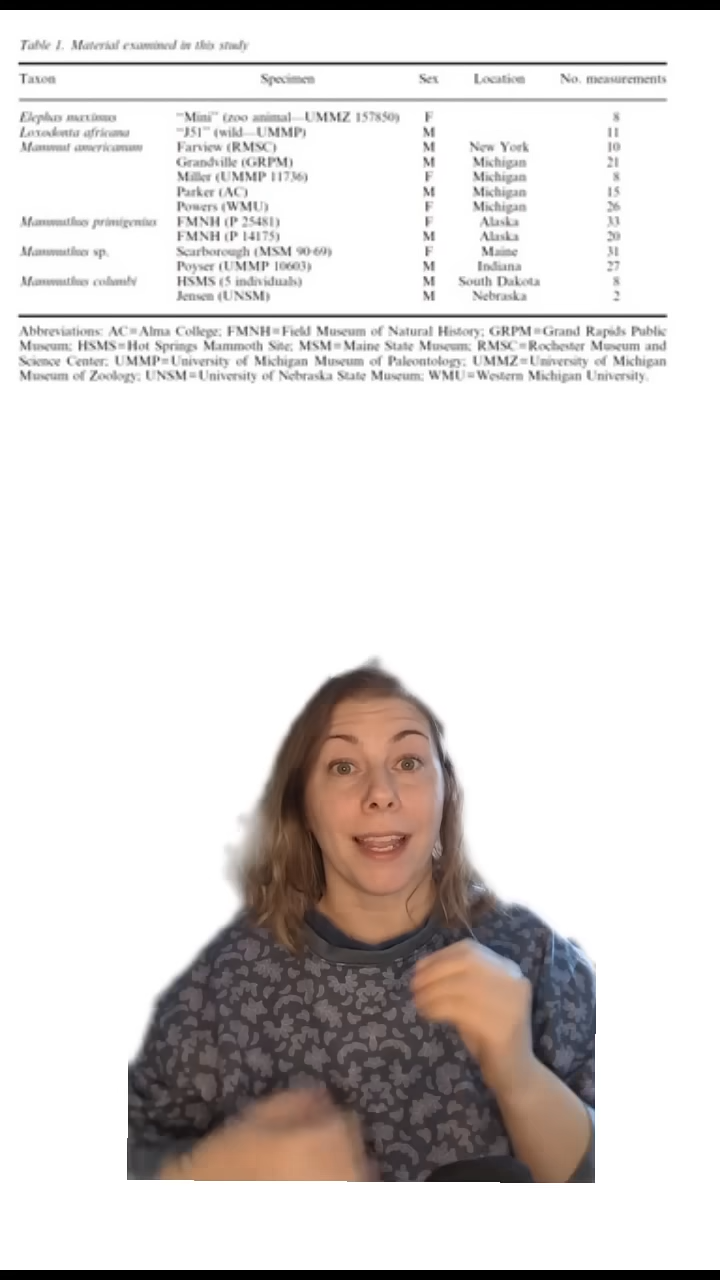 Table 1. Material examined in this study
Taxon Specimen Sex Location No. measurements
Elephas maximus "Mini" (zoo animal—UMMZ 157850) F 8
Loxodonta africana "J51" (wild—UMMP) M 11
Mammut americanum Farview (RMSC) M New York 10
Grandville (GRPM) M Michigan 21
Miller (UMMP 11736) F Michigan 8
Parker (AC) M Michigan 15
Powers (WMU) F Michigan 26
Mammuthus primigenius FMNH (P 25481) F Alaska 33
FMNH (P 14175) M Alaska 20
Mammuthus sp. Scarborough (MSM 90-69) F Maine 31
Poyser (UMMP 10603) M Indiana 27
Mammuthus columbi HSMS (5 individuals) M South Dakota 8
Jensen (UNSM) M Nebraska 2
Abbreviations: AC=Alma College; FMNH=Field Museum of Natural History; GRPM=Grand Rapids Public
Museum; HSMS=Hot Springs Mammoth Site; MSM=Maine State Museum; RMSC=Rochester Museum and
Science Center; UMMP=University of Michigan Museum of Paleontology; UMMZ=University of Michigan
Museum of Zoology; UNSM=University of Nebraska State Museum; WMU=Western Michigan University.